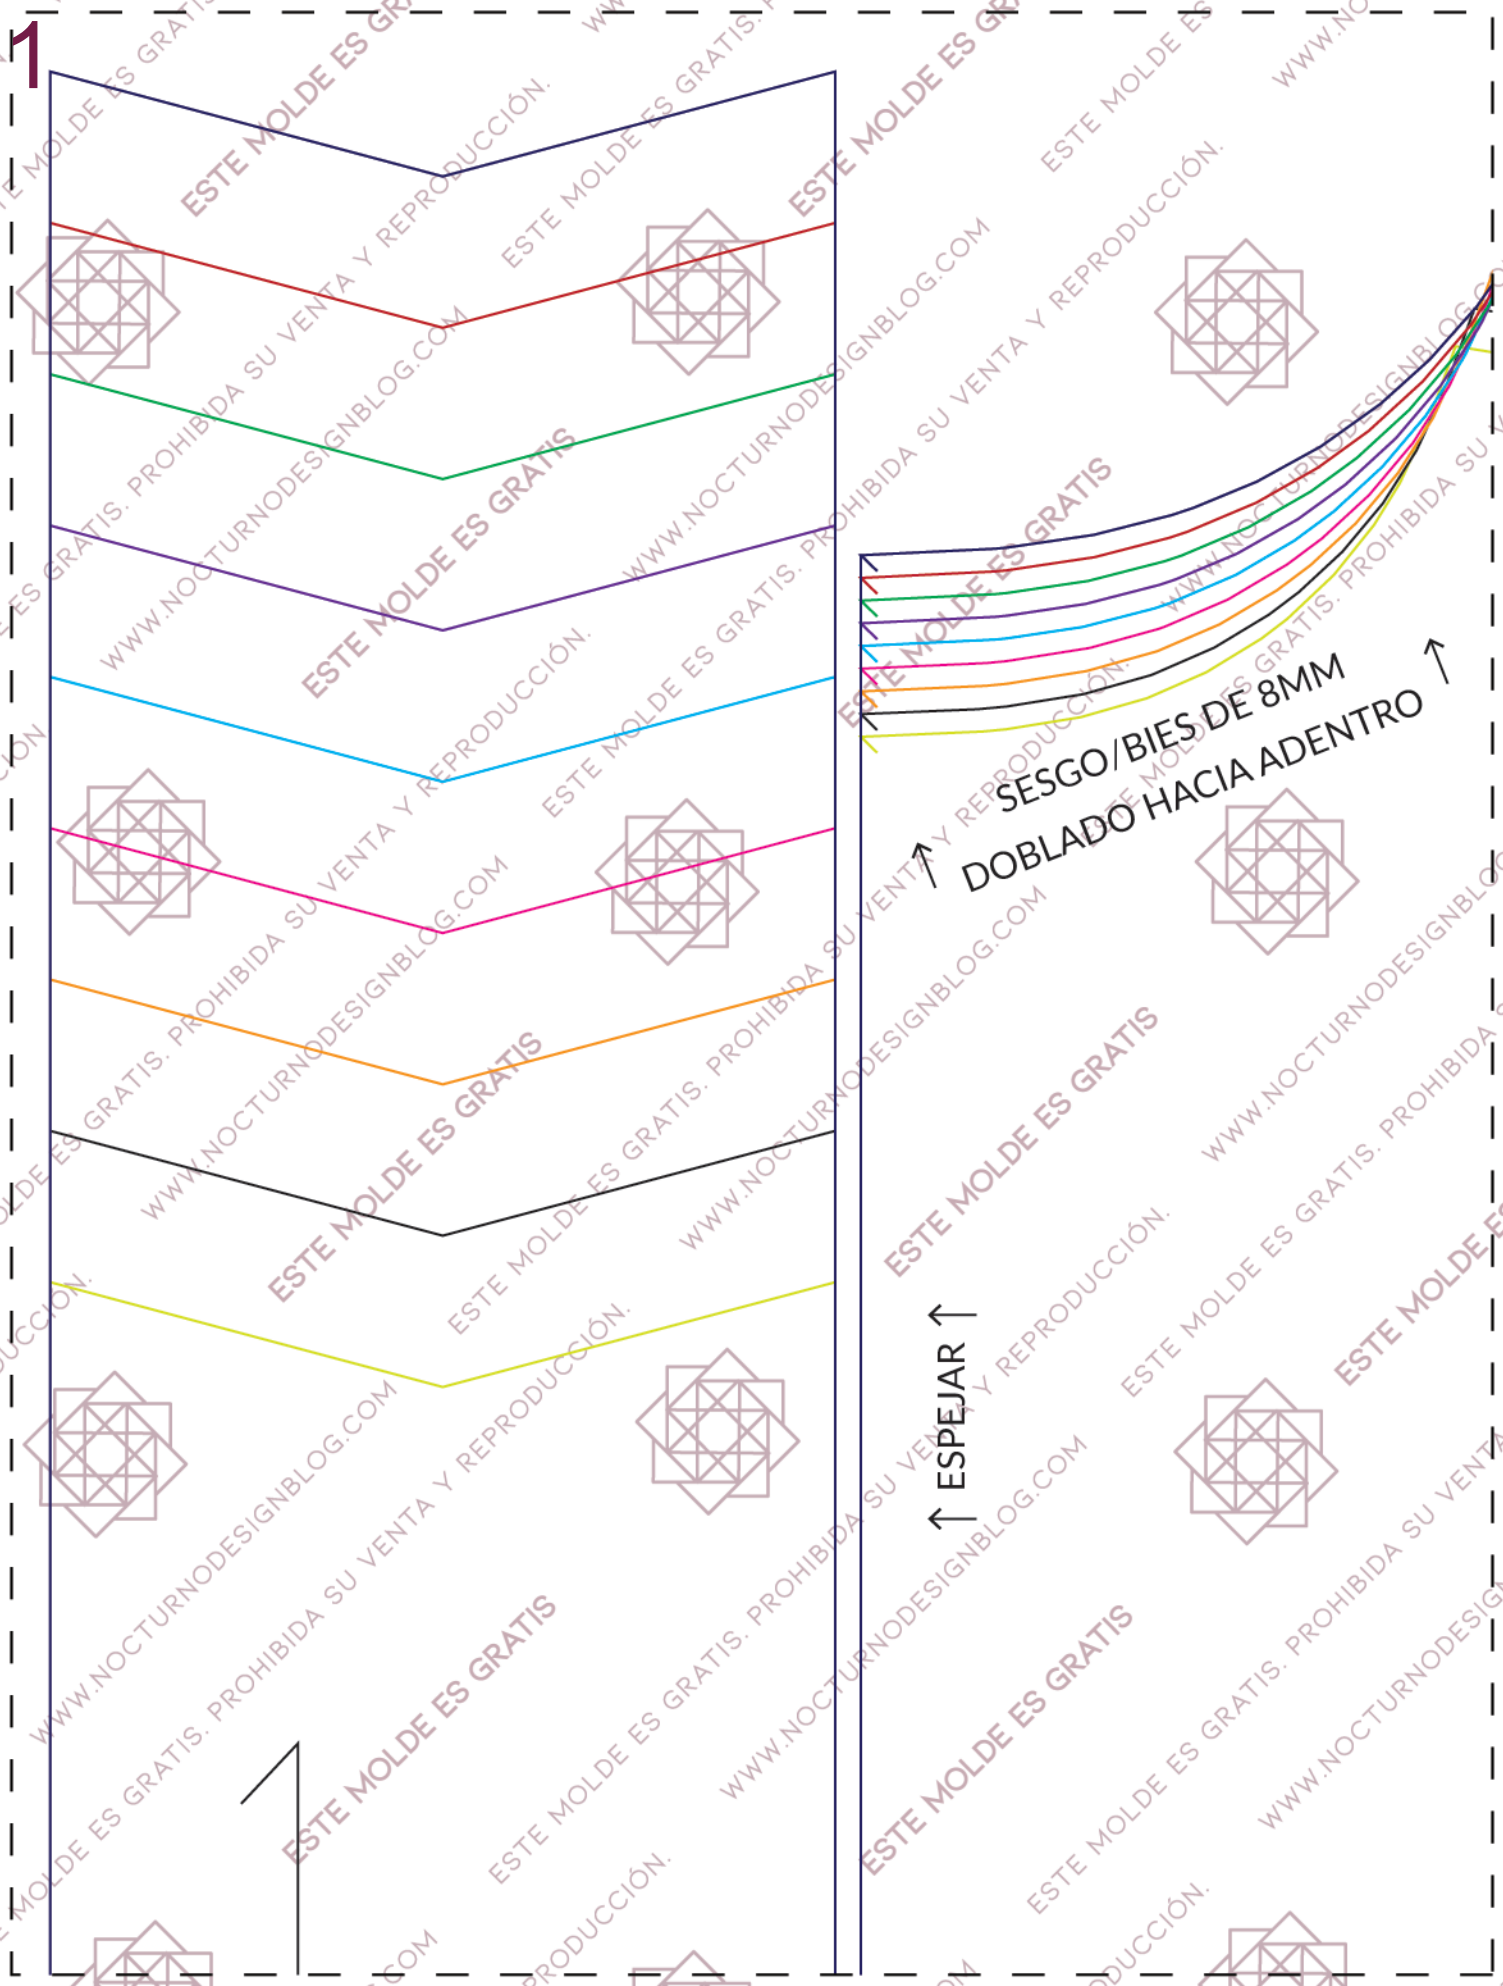 1
SESGO/BIES DE 8MM
DOBLADO HACIA ADENTRO
ESPEJAR
ESTE MOLDE ES GRATIS. PROHIBIDA SU VENTA Y REPRODUCCIÓN.
WWW.NOCTURNODESIGNBLOG.COM
ESTE MOLDE ES GRATIS